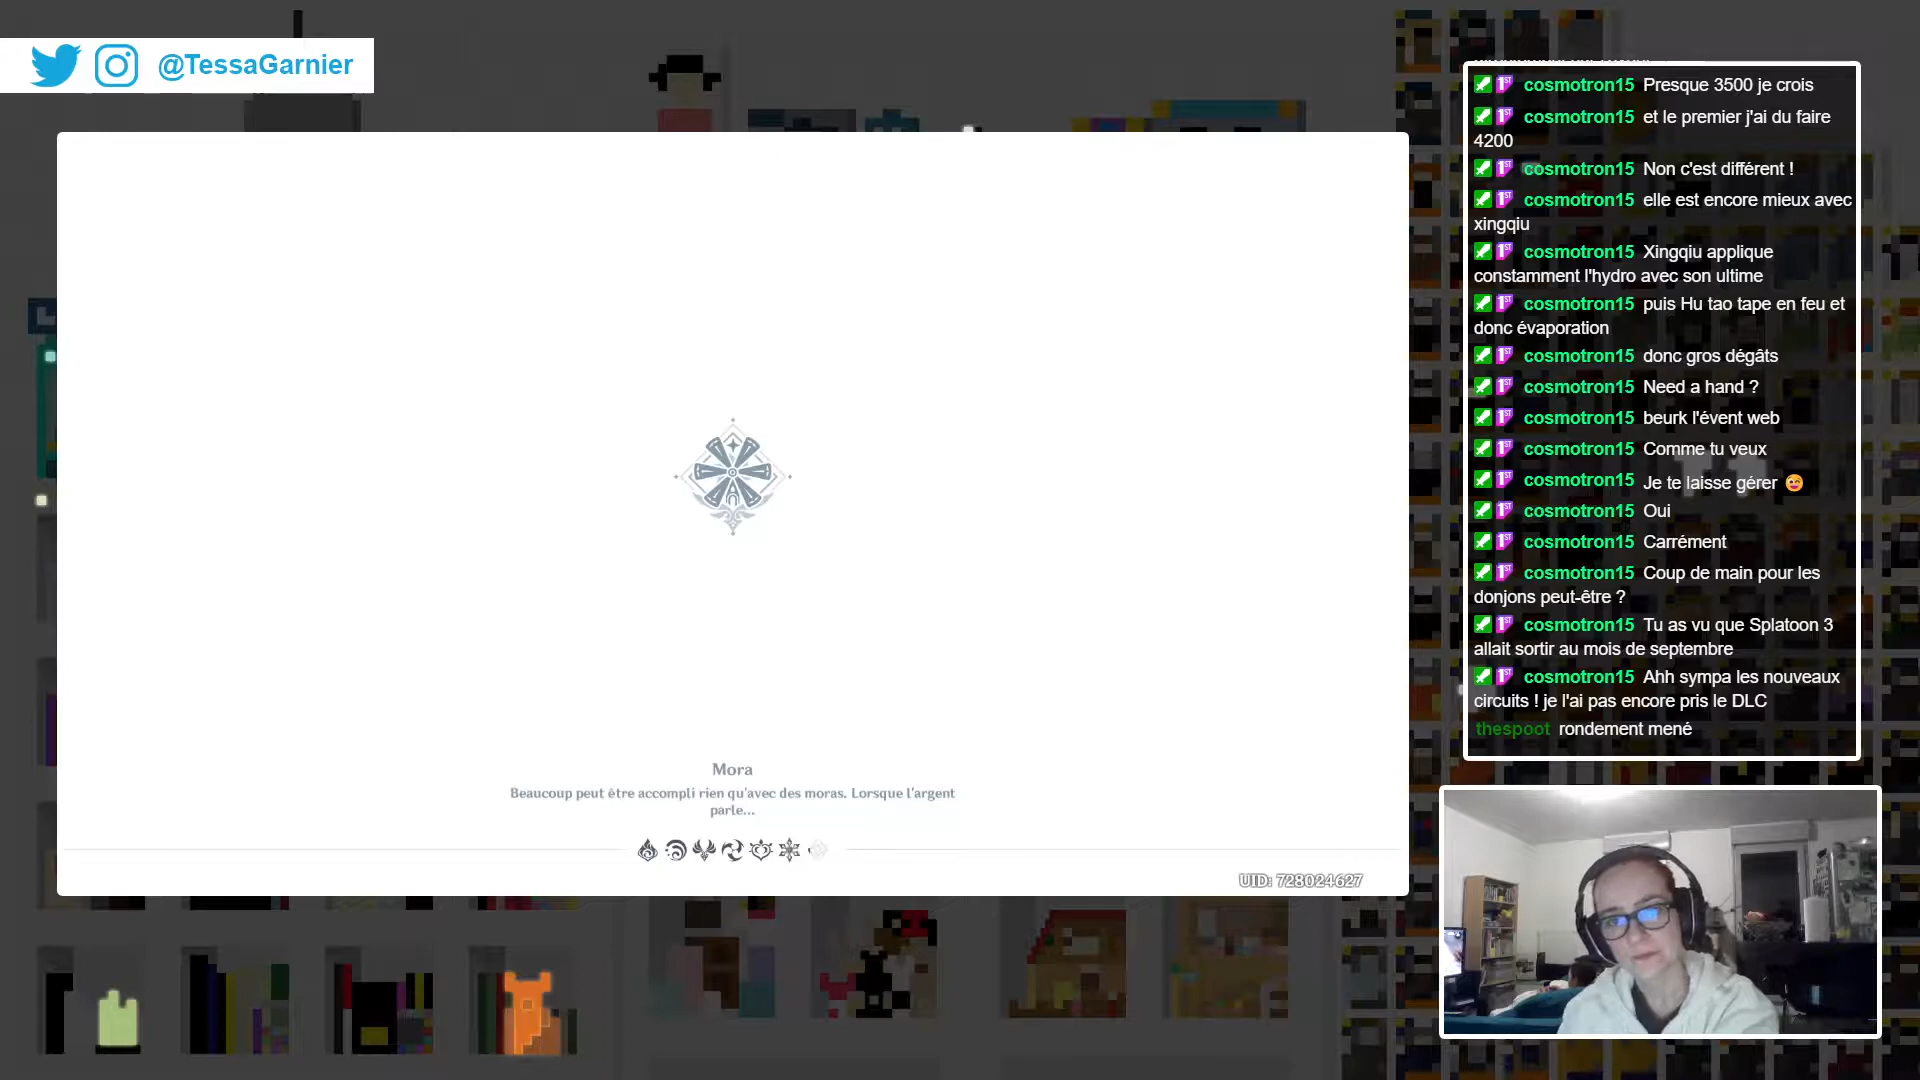 @TessaGarnier
cosmotron15 Presque 3500 je crois
cosmotron15 et le premier j'ai du faire
4200
cosmotron15 Non c'est différent !
cosmotron15 elle est encore mieux avec
xingqiu
cosmotron15 Xingqiu applique
constamment l'hydro avec son ultime
cosmotron15 puis Hu tao tape en feu et
donc évaporation
cosmotron15 donc gros dégâts
cosmotron15 Need a hand ?
cosmotron15 beurk l'évent web
cosmotron15 Comme tu veux
cosmotron15 Je te laisse gérer
cosmotron15 Oui
cosmotron15 Carrément
cosmotron15 Coup de main pour les
donjons peut-être ?
cosmotron15 Tu as vu que Splatoon 3
allait sortir au mois de septembre
cosmotron15 Ahh sympa les nouveaux
circuits ! je l'ai pas encore pris le DLC
thespoot rondement mené
Mora
Beaucoup peut être accompli rien qu'avec des moras. Lorsque l'argent
parle...
UID: 728024627